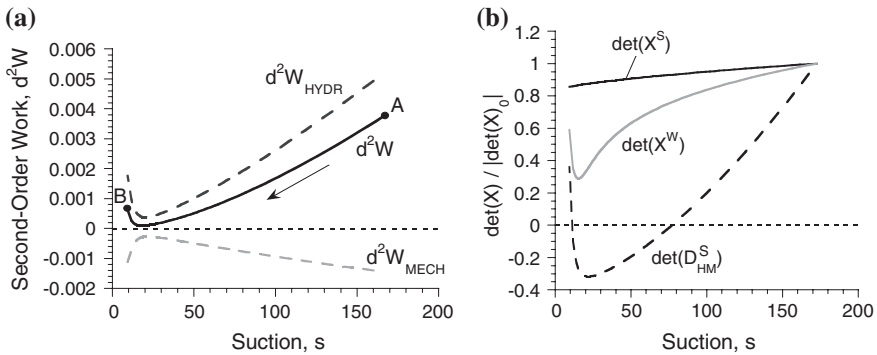 (a)
Second-Order Work, d²W
0.006
0.005
0.004
0.003
0.002
0.001
0
-0.001
-0.002
d²W_HYDR
A
d²W
B
d²W_MECH
0 50 100 150 200
Suction, s
(b)
det(X) / |det(X)₀|
1.2
1
0.8
0.6
0.4
0.2
0
-0.2
-0.4
det(X^S)
det(X^W)
det(D^S_HM)
0 50 100 150 200
Suction, s